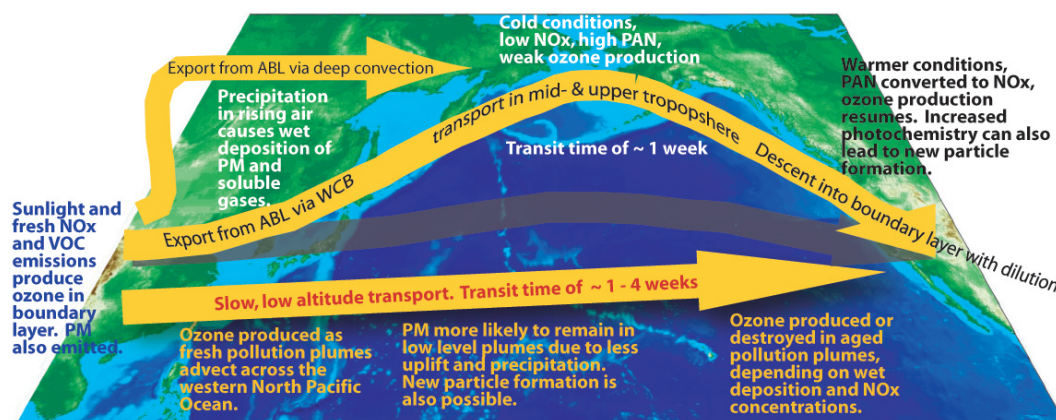 Cold conditions,
low NOx, high PAN,
weak ozone production
Export from ABL via deep convection
Precipitation
in rising air
causes wet
deposition of
PM and
soluble
gases.
Warmer conditions,
PAN converted to NOx,
ozone production
resumes. Increased
photochemistry can also
lead to new particle
formation.
Export from ABL via WCB
transport in mid- & upper tropopshere
Descent into boundary layer with dilution
Transit time of ~ 1 week
Sunlight and
fresh NOx
and VOC
emissions
produce
ozone in
boundary
layer. PM
also emitted.
Slow, low altitude transport. Transit time of ~ 1 - 4 weeks
Ozone produced as
fresh pollution plumes
advect across the
western North Pacific
Ocean.
PM more likely to remain in
low level plumes due to less
uplift and precipitation.
New particle formation is
also possible.
Ozone produced or
destroyed in aged
pollution plumes,
depending on wet
deposition and NOx
concentrations.